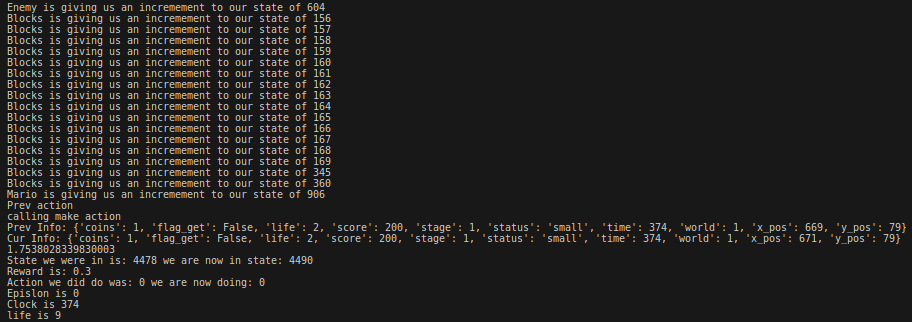 Enemy is giving us an incremement to our state of 604
Blocks is giving us an incremement to our state of 156
Blocks is giving us an incremement to our state of 157
Blocks is giving us an incremement to our state of 158
Blocks is giving us an incremement to our state of 159
Blocks is giving us an incremement to our state of 160
Blocks is giving us an incremement to our state of 161
Blocks is giving us an incremement to our state of 162
Blocks is giving us an incremement to our state of 163
Blocks is giving us an incremement to our state of 164
Blocks is giving us an incremement to our state of 165
Blocks is giving us an incremement to our state of 166
Blocks is giving us an incremement to our state of 167
Blocks is giving us an incremement to our state of 168
Blocks is giving us an incremement to our state of 169
Blocks is giving us an incremement to our state of 345
Blocks is giving us an incremement to our state of 360
Mario is giving us an incremement to our state of 906
Prev action
calling make action
Prev Info: {'coins': 1, 'flag_get': False, 'life': 2, 'score': 200, 'stage': 1, 'status': 'small', 'time': 374, 'world': 1, 'x_pos': 669, 'y_pos': 79}
Cur Info: {'coins': 1, 'flag_get': False, 'life': 2, 'score': 200, 'stage': 1, 'status': 'small', 'time': 374, 'world': 1, 'x_pos': 671, 'y_pos': 79}
1.7538028339830003
State we were in is: 4478 we are now in state: 4490
Reward is: 0.3
Action we did do was: 0 we are now doing: 0
Epislon is 0
Clock is 374
life is 9